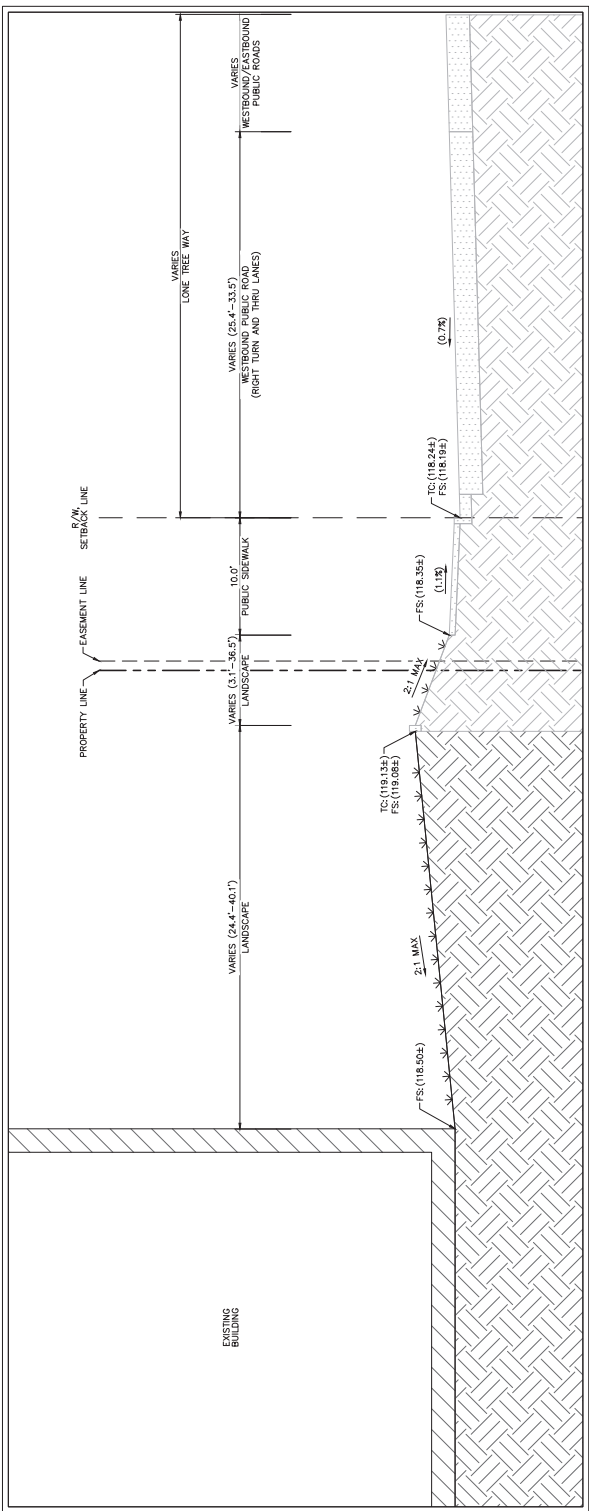 EXISTING
BUILDING
VARIES (24.4'-40.1')
LANDSCAPE
FS: (118.50±)
2:1 MAX
TC: (119.13±)
FS: (119.08±)
PROPERTY LINE
EASEMENT LINE
VARIES (3.1'-36.5')
LANDSCAPE
2:1 MAX
FS: (118.35±)
10.0'
PUBLIC SIDEWALK
(1.1%)
R/W,
SETBACK LINE
TC: (118.24±)
FS: (118.19±)
VARIES
LONE TREE WAY
VARIES (25.4'-33.5')
WESTBOUND PUBLIC ROAD
(RIGHT TURN AND THRU LANES)
(0.7%)
VARIES
WESTBOUND/EASTBOUND
PUBLIC ROADS